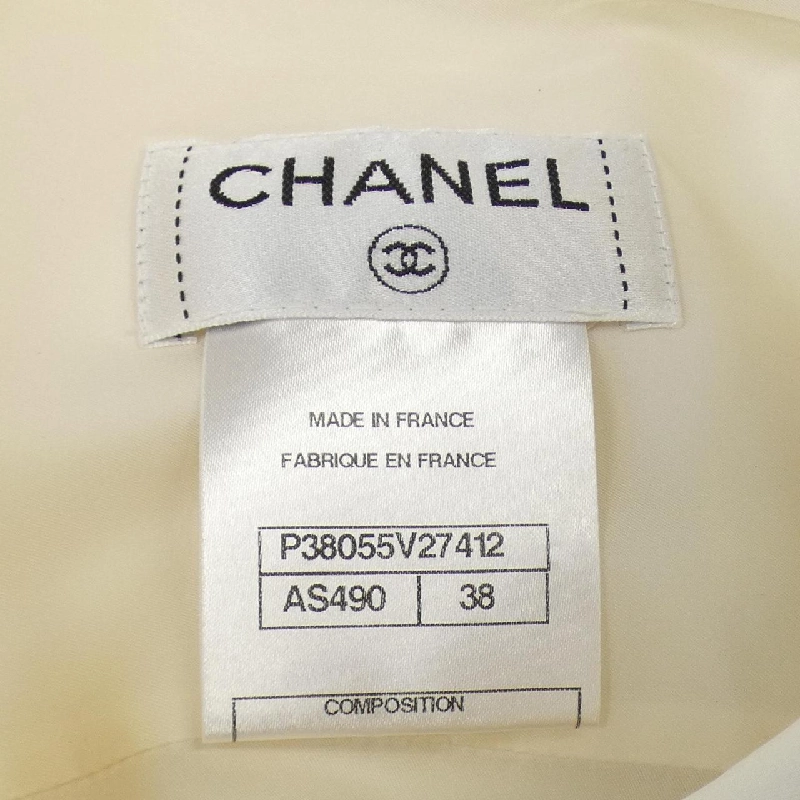 CHANEL
MADE IN FRANCE
FABRIQUE EN FRANCE
P38055V27412
AS490 38
COMPOSITION